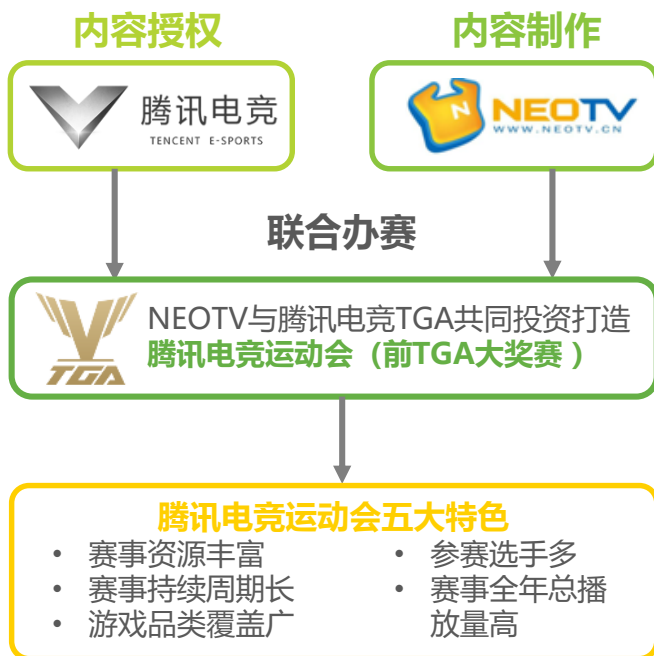 内容授权
内容制作
腾讯电竞
TENCENT E-SPORTS
N
NEOTV
WWW.NEOTV.CN
联合办赛
TGA
NEOTV与腾讯电竞TGA共同投资打造
腾讯电竞运动会（前TGA大奖赛 ）
腾讯电竞运动会五大特色
• 赛事资源丰富
• 赛事持续周期长
• 游戏品类覆盖广
• 参赛选手多
• 赛事全年总播
放量高